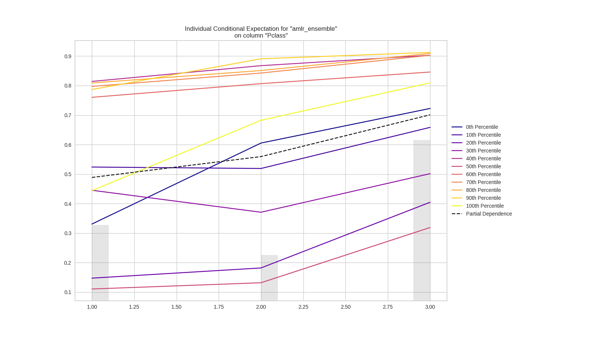 Individual Conditional Expectation for "amlr_ensemble"
on column "Pclass"
0.9
0.8
0.7
0.6
0.5
0.4
0.3
0.2
0.1
1.00 1.25 1.50 1.75 2.00 2.25 2.50 2.75 3.00
0th Percentile
10th Percentile
20th Percentile
30th Percentile
40th Percentile
50th Percentile
60th Percentile
70th Percentile
80th Percentile
90th Percentile
100th Percentile
Partial Dependence